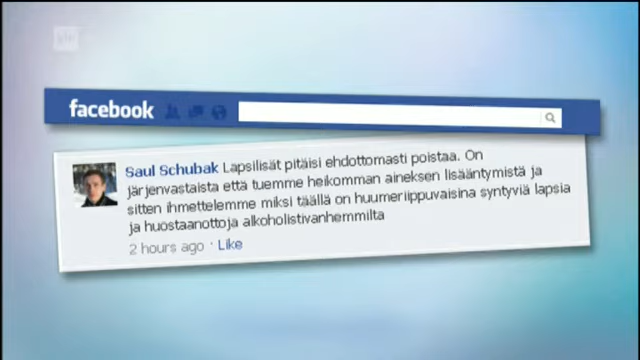 yle
facebook
Saul Schubak Lapsilisät pitäisi ehdottomasti poistaa. On
järjenvastaista että tuemme heikomman aineksen lisääntymistä ja
sitten ihmettelemme miksi täällä on huumeriippuvaisina syntyviä lapsia
ja huostaanottoja alkoholistivanhemmilta
2 hours ago · Like